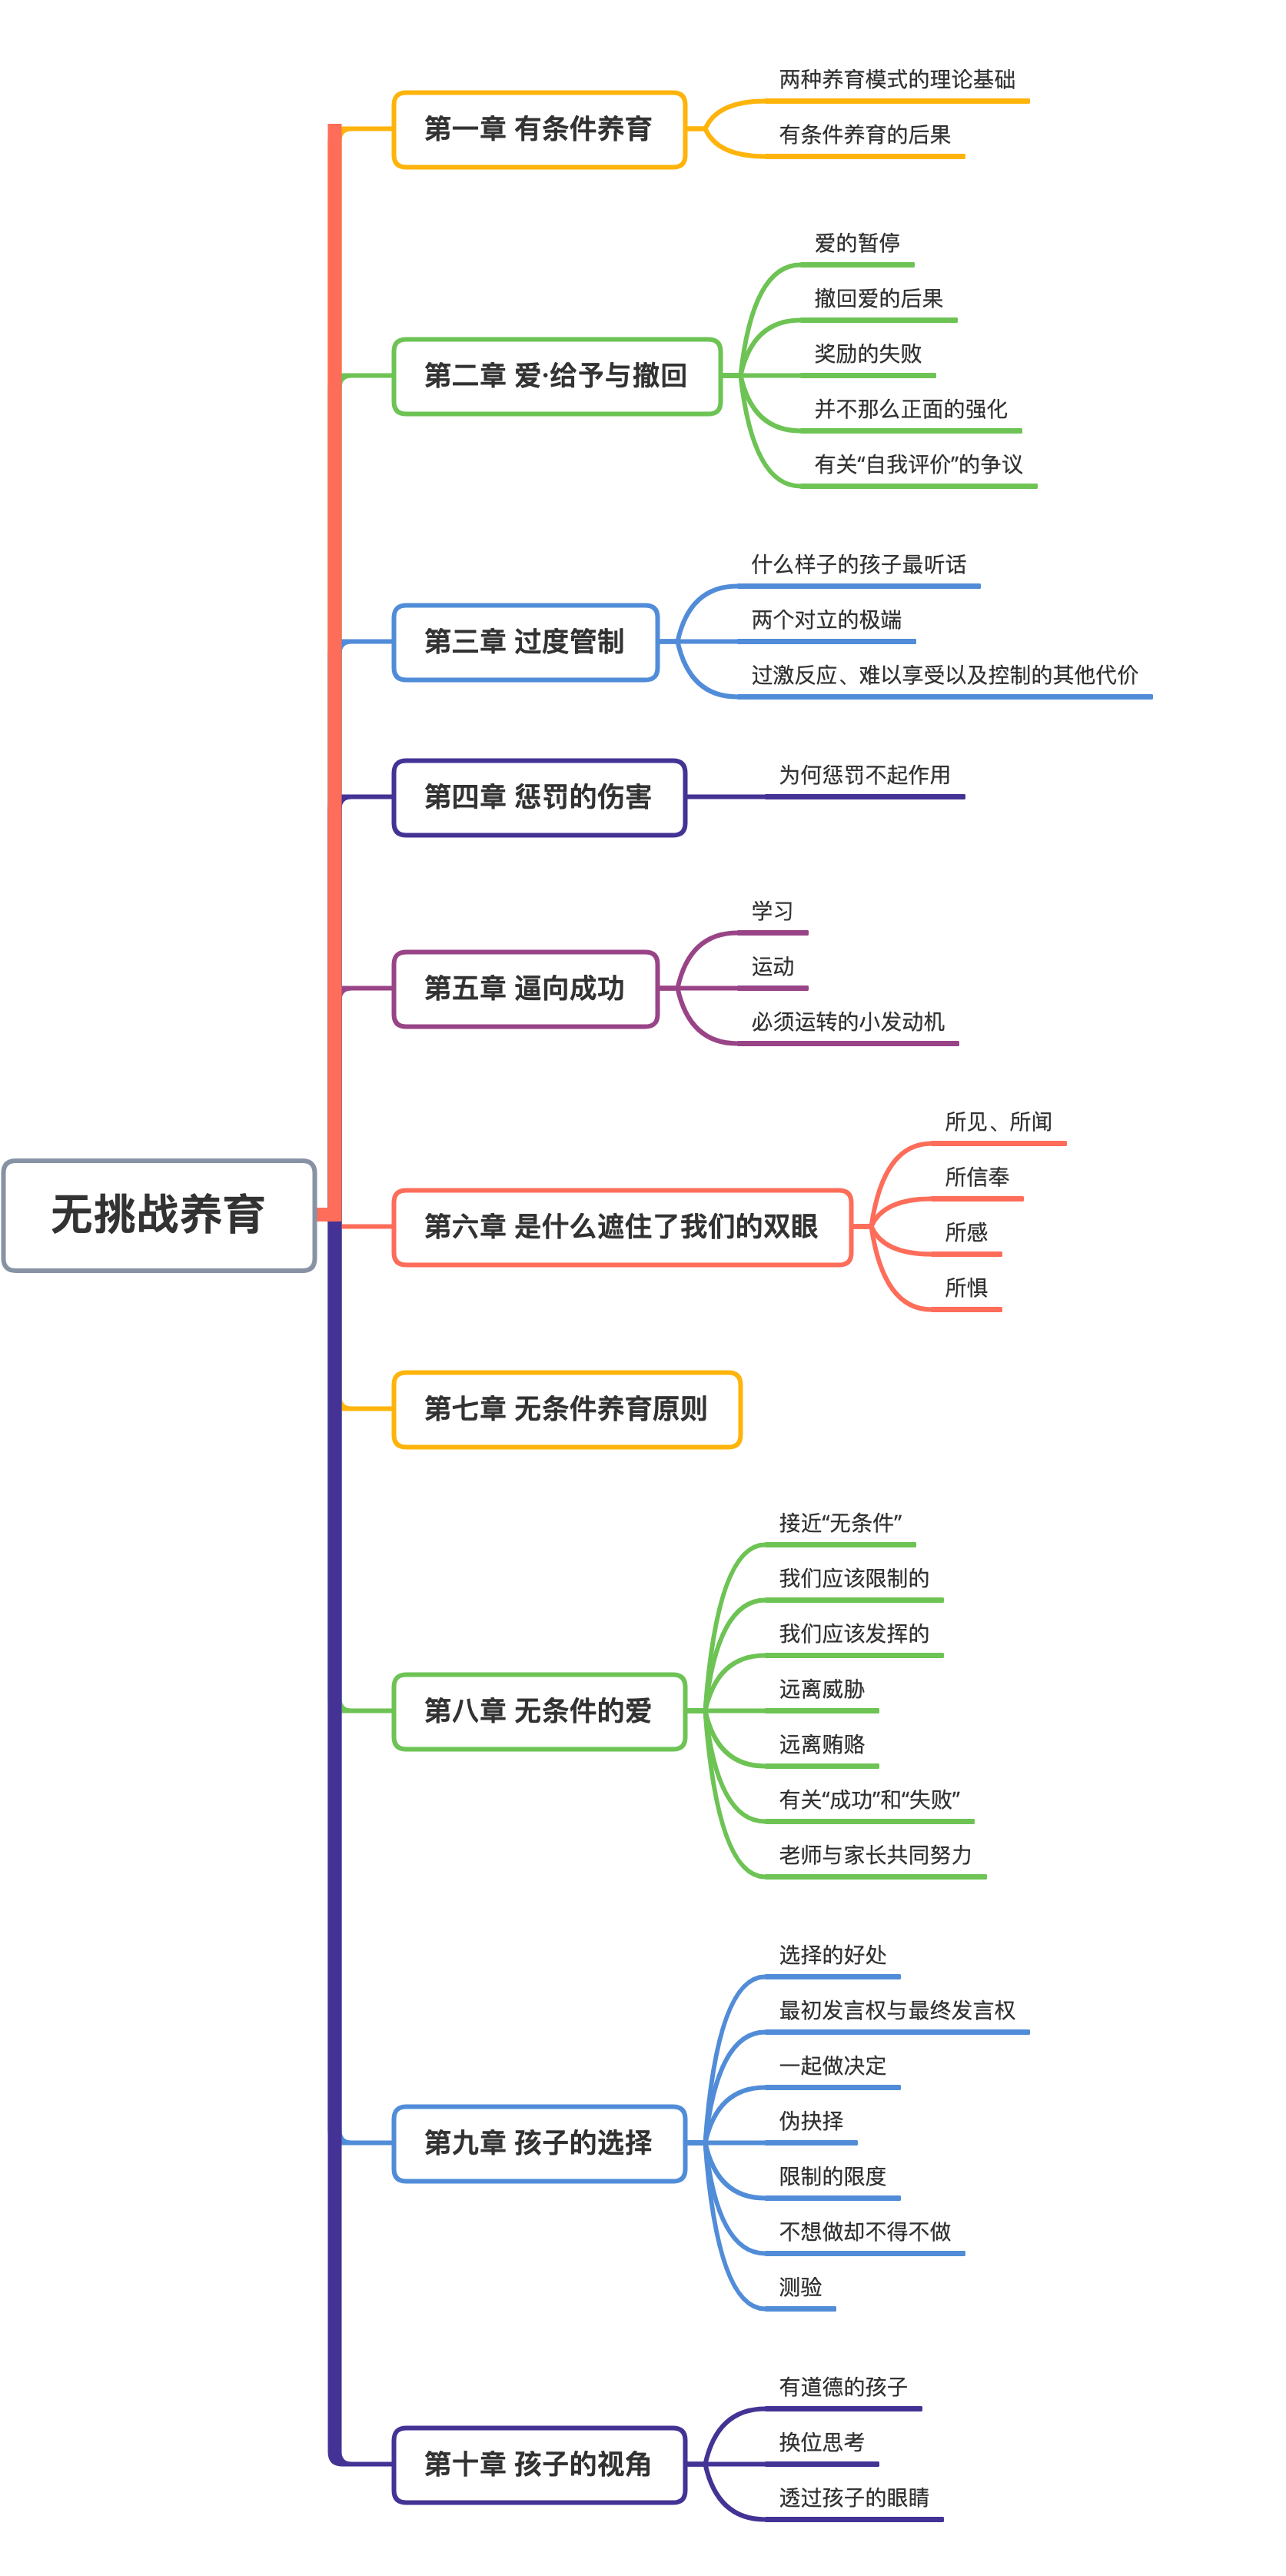 无挑战养育
第一章 有条件养育
两种养育模式的理论基础
有条件养育的后果
第二章 爱·给予与撤回
爱的暂停
撤回爱的后果
奖励的失败
并不那么正面的强化
有关“自我评价”的争议
第三章 过度管制
什么样子的孩子最听话
两个对立的极端
过激反应、难以享受以及控制的其他代价
第四章 惩罚的伤害
为何惩罚不起作用
第五章 逼向成功
学习
运动
必须运转的小发动机
第六章 是什么遮住了我们的双眼
所见、所闻
所信奉
所感
所惧
第七章 无条件养育原则
第八章 无条件的爱
接近“无条件”
我们应该限制的
我们应该发挥的
远离威胁
远离贿赂
有关“成功”和“失败”
老师与家长共同努力
第九章 孩子的选择
选择的好处
最初发言权与最终发言权
一起做决定
伪抉择
限制的限度
不想做却不得不做
测验
第十章 孩子的视角
有道德的孩子
换位思考
透过孩子的眼睛